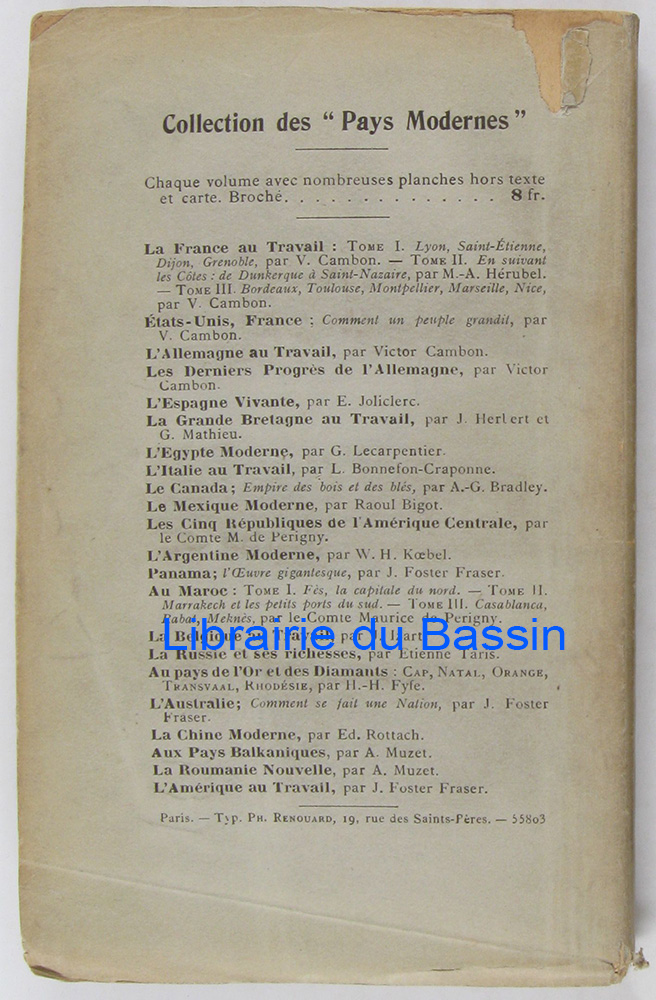 Collection des “ Pays Modernes ”
Chaque volume avec nombreuses planches hors texte
et carte. Broché. . . . . . . . . . . . . . 8 fr.
La France au Travail : TOME I. Lyon, Saint-Étienne,
Dijon, Grenoble, par V. Cambon. — TOME II. En suivant
les Côtes : de Dunkerque à Saint-Nazaire, par M.-A. Hérubel.
— TOME III. Bordeaux, Toulouse, Montpellier, Marseille, Nice,
par V. Cambon.
États-Unis, France : Comment un peuple grandit, par
V. Cambon.
L'Allemagne au Travail, par Victor Cambon.
Les Derniers Progrès de l'Allemagne, par Victor
Cambon.
L'Espagne Vivante, par E. Joliclerc.
La Grande Bretagne au Travail, par J. Herbert et
G. Mathieu.
L'Egypte Moderne, par G. Lecarpentier.
L'Italie au Travail, par L. Bonnefon-Craponne.
Le Canada ; Empire des bois et des blés, par A.-G. Bradley.
Le Mexique Moderne, par Raoul Bigot.
Les Cinq Républiques de l'Amérique Centrale, par
le Comte M. de Périgny.
L'Argentine Moderne, par W. H. Kœbel.
Panama ; l'Œuvre gigantesque, par J. Foster Fraser.
Au Maroc : TOME I. Fès, la capitale du nord. — TOME II.
Marrakech et les petits ports du sud. — TOME III. Casablanca,
Rabat, Meknès, par le Comte Maurice de Périgny.
La Belgique au Travail, par
Librairie du Bassin
La Russie et ses richesses, par Etienne Taris.
Au pays de l'Or et des Diamants : CAP, NATAL, ORANGE,
TRANSVAAL, RHODÉSIE, par H.-H. Fyfe.
L'Australie ; Comment se fait une Nation, par J. Foster
Fraser.
La Chine Moderne, par Ed. Rottach.
Aux Pays Balkaniques, par A. Muzet.
La Roumanie Nouvelle, par A. Muzet.
L'Amérique au Travail, par J. Foster Fraser.
Paris. — Typ. PH. RENOUARD, 19, rue des Saints-Pères. — 55803